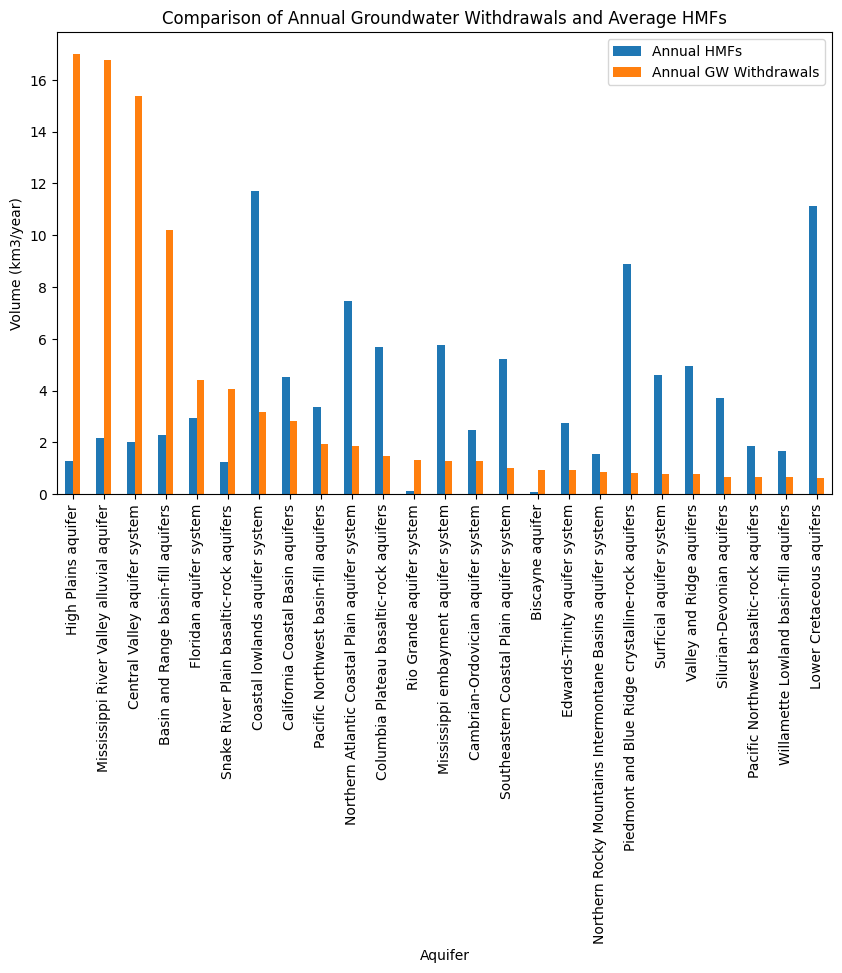 Comparison of Annual Groundwater Withdrawals and Average HMFs
Annual HMFs
Annual GW Withdrawals
Volume (km3/year)
16
14
12
10
8
6
4
2
0
High Plains aquifer
Mississippi River Valley alluvial aquifer
Central Valley aquifer system
Basin and Range basin-fill aquifers
Floridan aquifer system
Snake River Plain basaltic-rock aquifers
Coastal lowlands aquifer system
California Coastal Basin aquifers
Pacific Northwest basin-fill aquifers
Northern Atlantic Coastal Plain aquifer system
Columbia Plateau basaltic-rock aquifers
Rio Grande aquifer system
Mississippi embayment aquifer system
Cambrian-Ordovician aquifer system
Southeastern Coastal Plain aquifer system
Biscayne aquifer
Edwards-Trinity aquifer system
Northern Rocky Mountains Intermontane Basins aquifer system
Piedmont and Blue Ridge crystalline-rock aquifers
Surficial aquifer system
Valley and Ridge aquifers
Silurian-Devonian aquifers
Pacific Northwest basaltic-rock aquifers
Willamette Lowland basin-fill aquifers
Lower Cretaceous aquifers
Aquifer